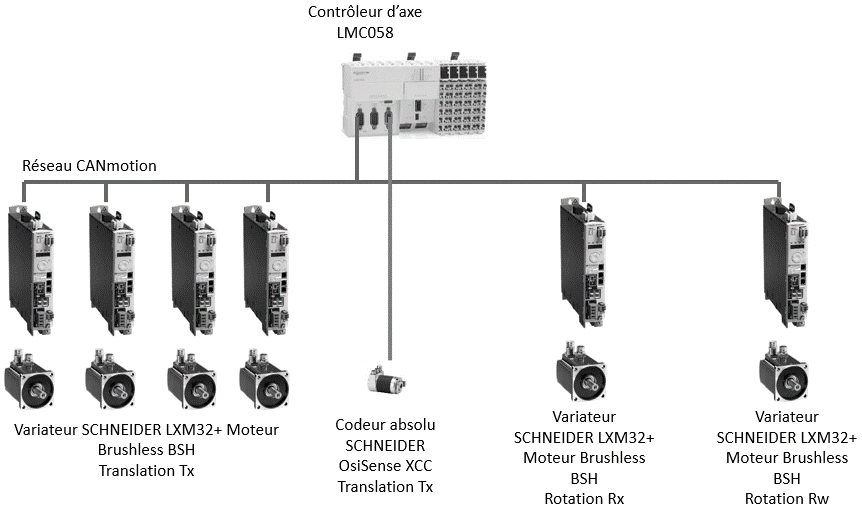 Contrôleur d’axe
LMC058
Réseau CANmotion
Variateur SCHNEIDER LXM32+ Moteur
Brushless BSH
Translation Tx
Codeur absolu
SCHNEIDER
OsiSense XCC
Translation Tx
Variateur
SCHNEIDER LXM32+
Moteur Brushless
BSH
Rotation Rx
Variateur
SCHNEIDER LXM32+
Moteur Brushless
BSH
Rotation Rw